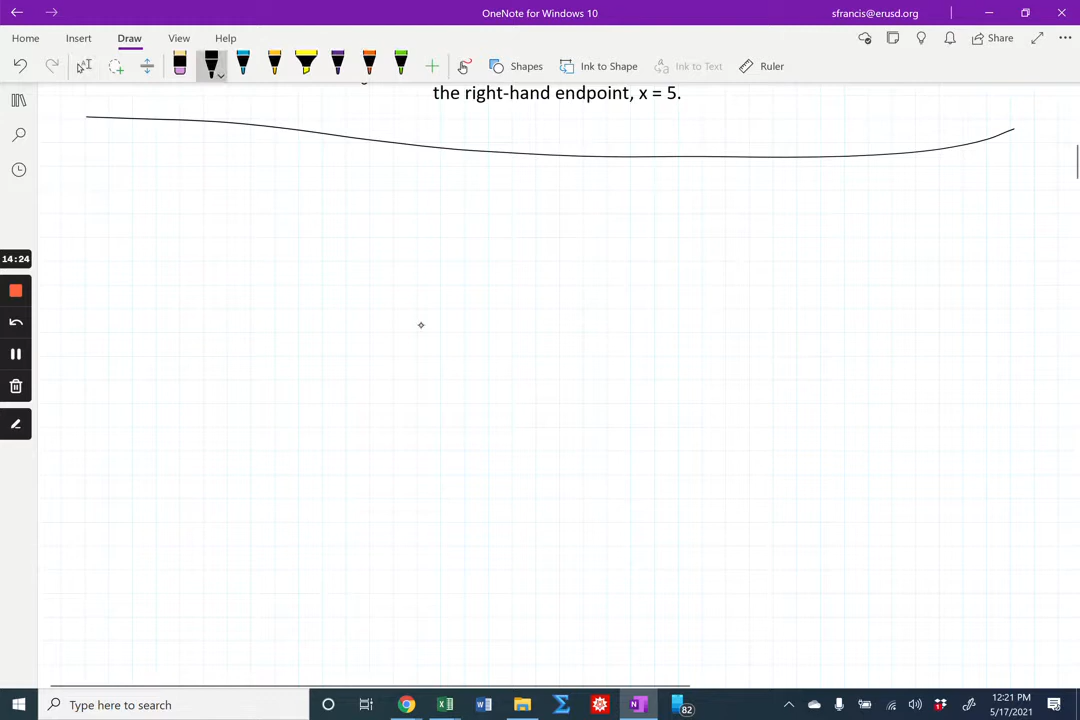 OneNote for Windows 10
sfrancis@erusd.org
Home
Insert
Draw
View
Help
Share
Shapes
Ink to Shape
Ink to Text
Ruler
the right-hand endpoint, x = 5.
14:24
Type here to search
82
12:21 PM
5/17/2021